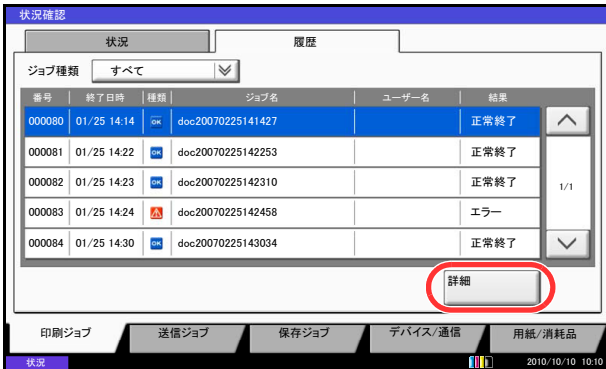 状況確認
状況 履歴
ジョブ種類 すべて
番号 終了日時 種類 ジョブ名 ユーザー名 結果
000080 01/25 14:14 OK doc20070225141427 正常終了
000081 01/25 14:22 OK doc20070225142253 正常終了
000082 01/25 14:23 OK doc20070225142310 正常終了
1/1
000083 01/25 14:24 doc20070225142458 エラー
000084 01/25 14:30 OK doc20070225143034 正常終了
詳細
印刷ジョブ 送信ジョブ 保存ジョブ デバイス/通信 用紙/消耗品
状況 2010/10/10 10:10